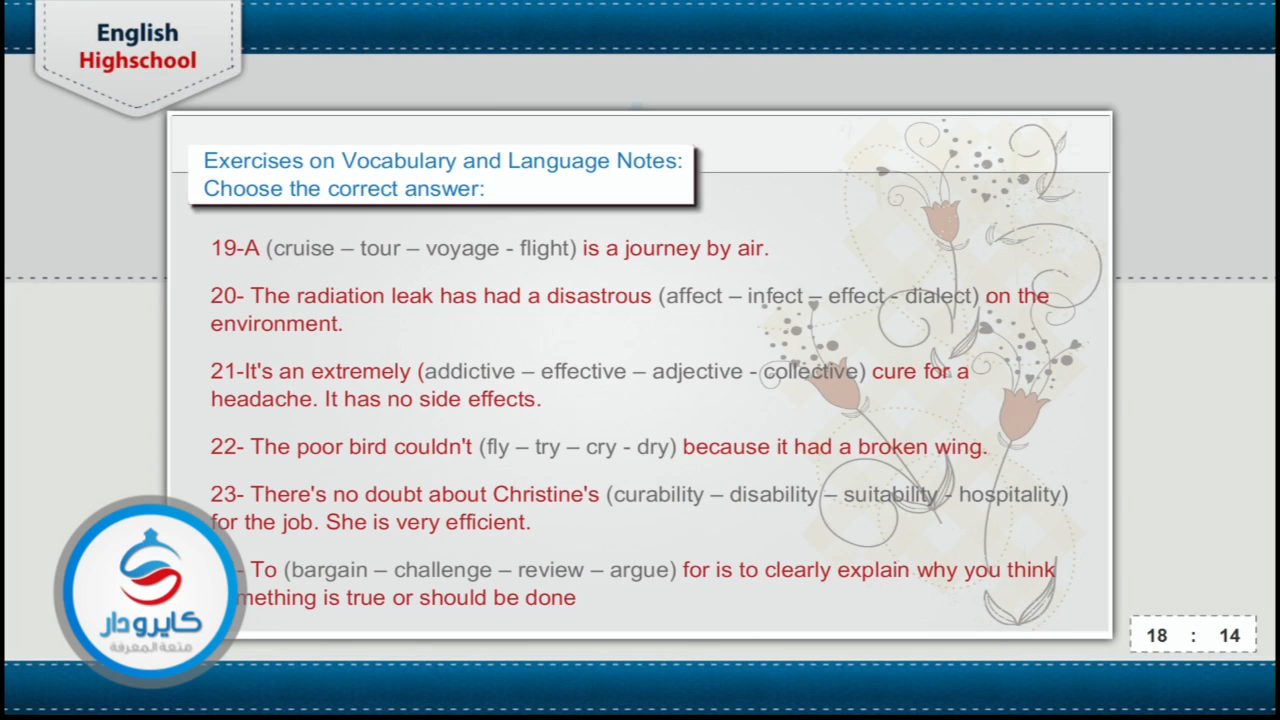 English
Highschool
Exercises on Vocabulary and Language Notes:
Choose the correct answer:
19-A (cruise – tour – voyage - flight) is a journey by air.
20- The radiation leak has had a disastrous (affect – infect – effect - dialect) on the
environment.
21-It's an extremely (addictive – effective – adjective - collective) cure for a
headache. It has no side effects.
22- The poor bird couldn't (fly – try – cry - dry) because it had a broken wing.
23- There's no doubt about Christine's (curability – disability – suitability - hospitality)
for the job. She is very efficient.
- To (bargain – challenge – review – argue) for is to clearly explain why you think
mething is true or should be done
كايرودار
متعة المعرفة
18 : 14